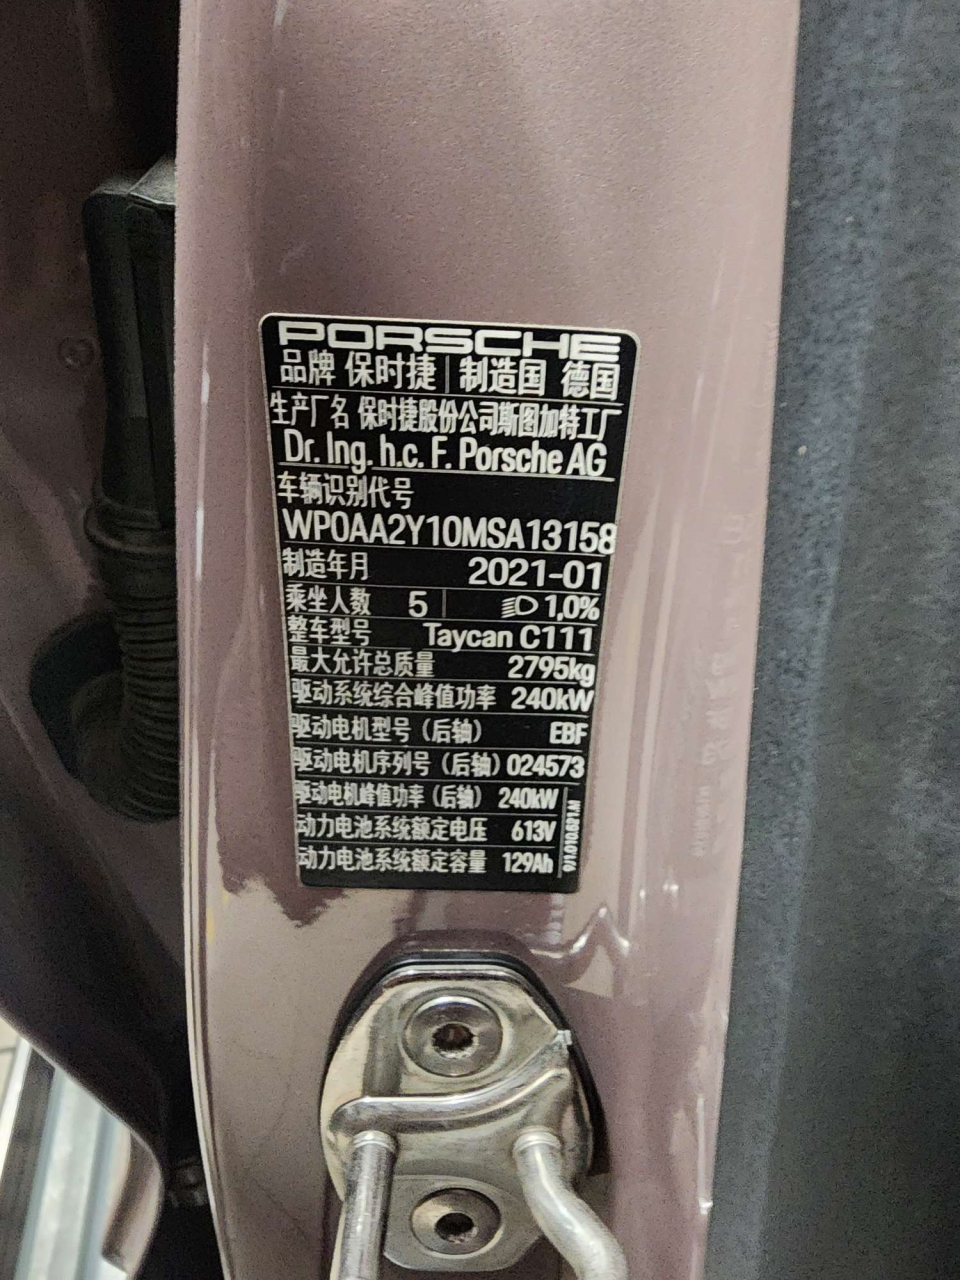 PORSCHE
品牌 保时捷 | 制造国 德国
生产厂名 保时捷股份公司斯图加特工厂
Dr. Ing. h.c. F. Porsche AG
车辆识别代号
WP0AA2Y10MSA13158
制造年月 2021-01
乘坐人数 5 | 1,0%
整车型号 Taycan C111
最大允许总质量 2795kg
驱动系统综合峰值功率 240kW
驱动电机型号（后轴） EBF
驱动电机序列号（后轴）024573
驱动电机峰值功率（后轴） 240kW
动力电池系统额定电压 613V
动力电池系统额定容量 129Ah